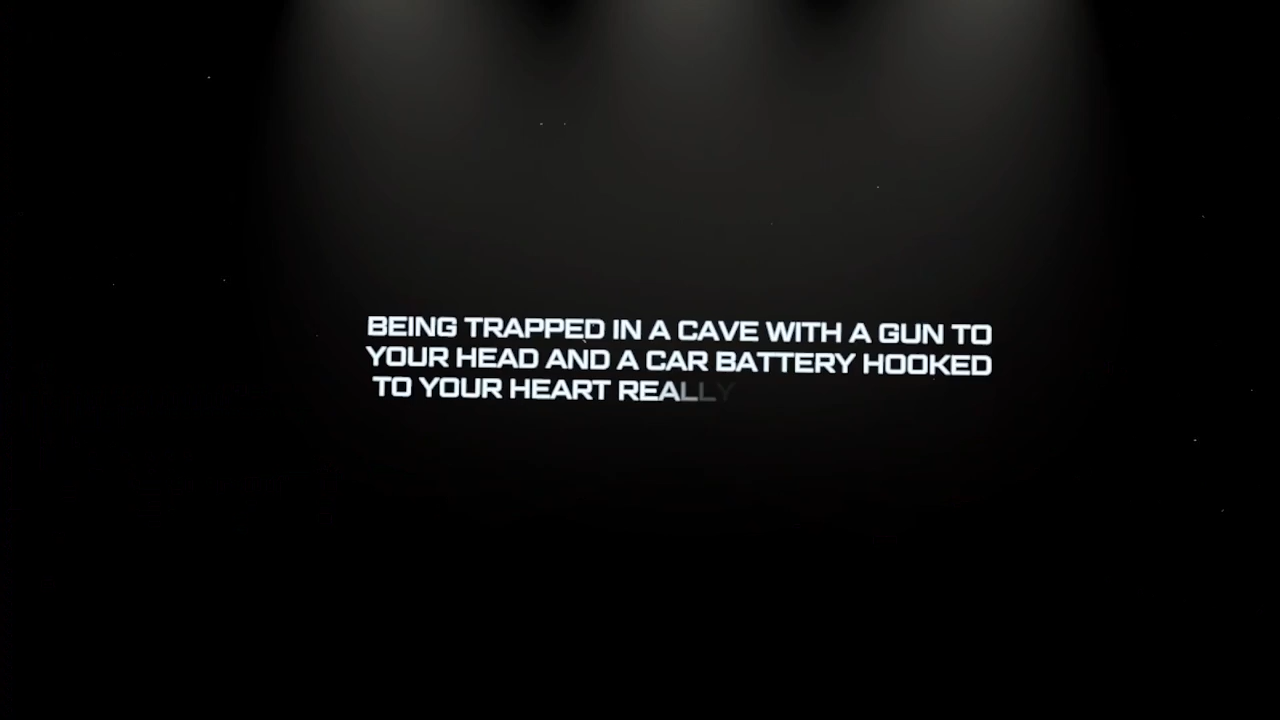 BEING TRAPPED IN A CAVE WITH A GUN TO
YOUR HEAD AND A CAR BATTERY HOOKED
TO YOUR HEART REALLY